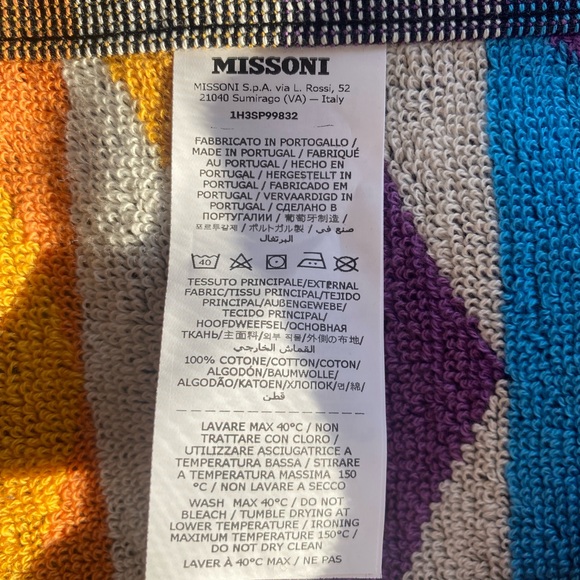 MISSONI
MISSONI S.p.A. via L. Rossi, 52
21040 Sumirago (VA) — Italy
1H3SP99832
FABBRICATO IN PORTOGALLO /
MADE IN PORTUGAL / FABRIQUÉ
AU PORTUGAL / HECHO EN
PORTUGAL / HERGESTELLT IN
PORTUGAL / FABRICADO EM
PORTUGAL / VERVAARDIGD IN
PORTUGAL / СДЕЛАНО В
ПОРТУГАЛИИ / 葡萄牙制造 /
포르투갈제 / ポルトガル製 / صنع في
البرتغال
40
TESSUTO PRINCIPALE/EXTERNAL
FABRIC/TISSU PRINCIPAL/TEJIDO
PRINCIPAL/AUßENGEWEBE/
TECIDO PRINCIPAL/
HOOFDWEEFSEL/ОСНОВНАЯ
ТКАНЬ/主面料/외부 직물/外側の布地/
القماش الخارجي
100% COTONE/COTTON/COTON/
ALGODÓN/BAUMWOLLE/
ALGODÃO/KATOEN/ХЛОПОК/면/綿/
قطن
LAVARE MAX 40°C / NON
TRATTARE CON CLORO /
UTILIZZARE ASCIUGATRICE A
TEMPERATURA BASSA / STIRARE
A TEMPERATURA MASSIMA 150
°C / NON LAVARE A SECCO
WASH MAX 40°C / DO NOT
BLEACH / TUMBLE DRYING AT
LOWER TEMPERATURE / IRONING
MAXIMUM TEMPERATURE 150°C /
DO NOT DRY CLEAN
LAVER À 40°C MAX / NE PAS